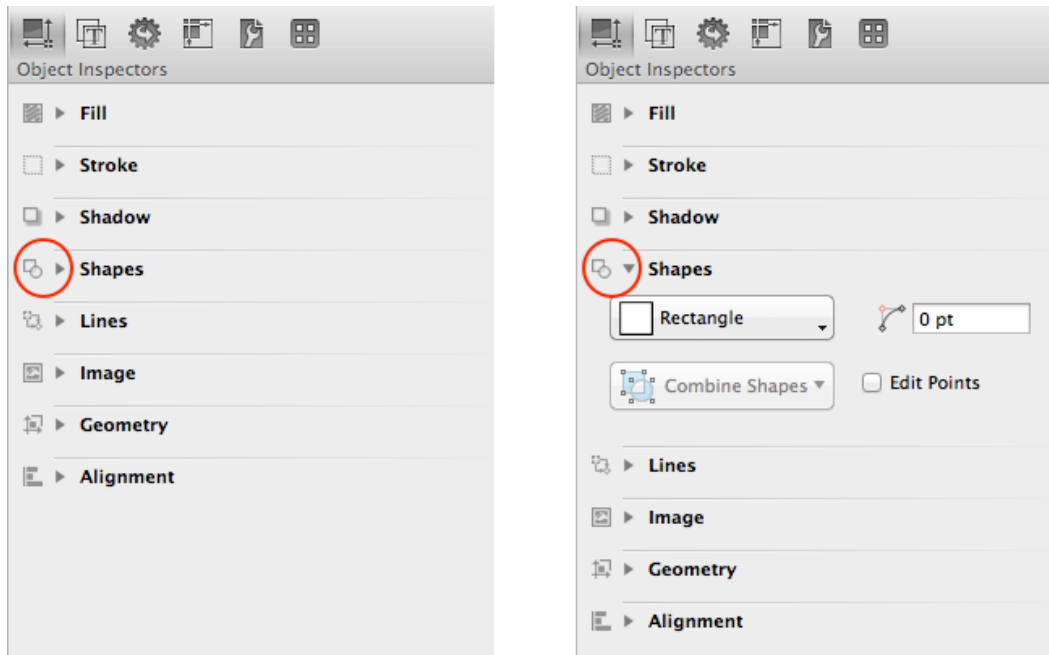 Object Inspectors
Fill
Stroke
Shadow
Shapes
Lines
Image
Geometry
Alignment
Object Inspectors
Fill
Stroke
Shadow
Shapes
Rectangle
0 pt
Combine Shapes
Edit Points
Lines
Image
Geometry
Alignment